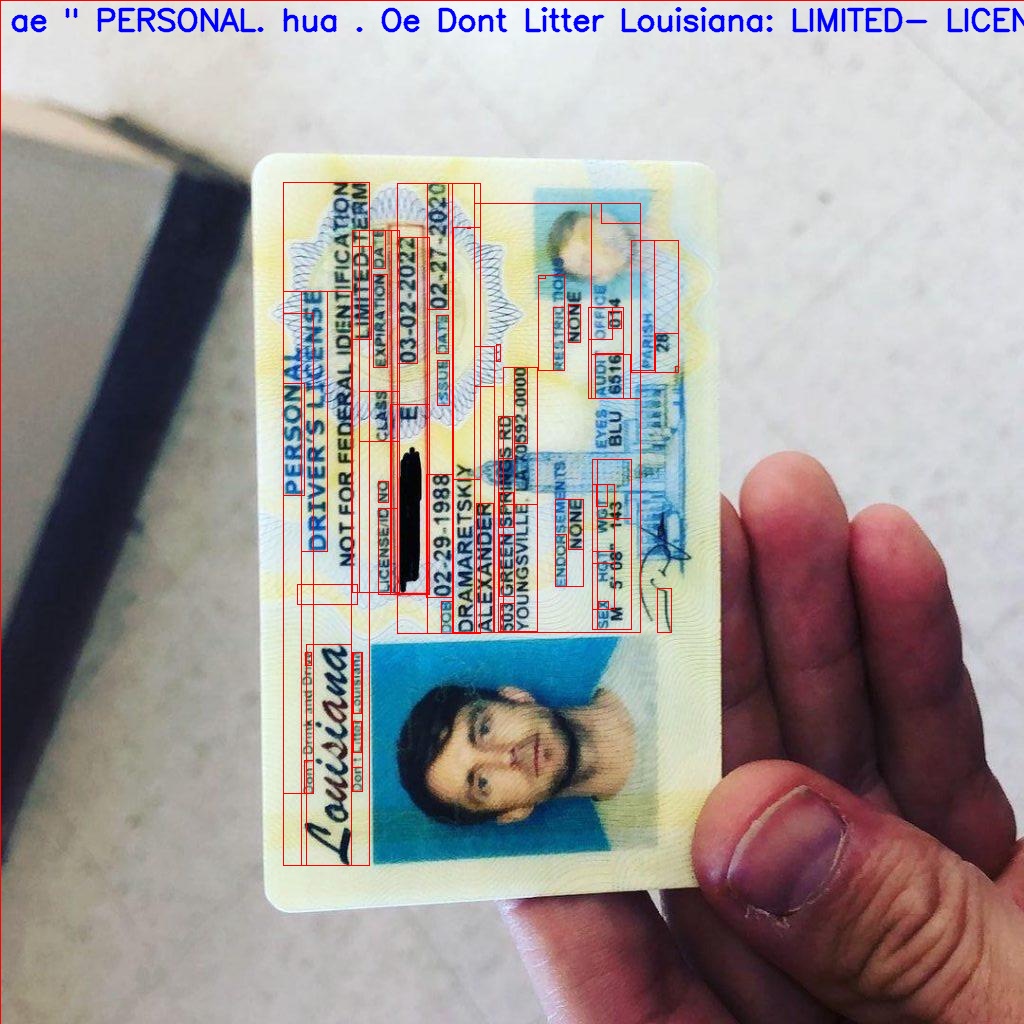 ae " PERSONAL. hua . Oe Dont Litter Louisiana: LIMITED- LICEN
Louisiana
Don't Drink and Drive
Don't Litter Louisiana
PERSONAL
DRIVER'S LICENSE
NOT FOR FEDERAL IDENTIFICATION
LIMITED-TERM
LICENSE/ID NO CLASS EXPIRATION DATE
E 03-02-2022
DOB 02-29-1988 ISSUE DATE 02-27-2020
DRAMARETSKIY
ALEXANDER
503 GREEN SPRINGS RD
YOUNGSVILLE, LA 70592-0000
ENDORSEMENTS RESTRICTIONS
NONE NONE
SEX HGT WGT EYES AUDIT OFFICE
M 5'08" 143 BLU 6516 014
PARISH
28